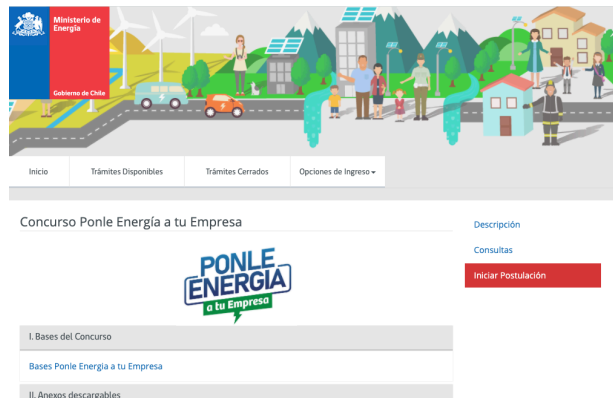 Ministerio de
Energía
Gobierno de Chile
Inicio
Trámites Disponibles
Trámites Cerrados
Opciones de Ingreso
Concurso Ponle Energía a tu Empresa
Descripción
Consultas
Iniciar Postulación
PONLE
ENERGÍA
a tu Empresa
I. Bases del Concurso
Bases Ponle Energia a tu Empresa
II. Anexos descargables